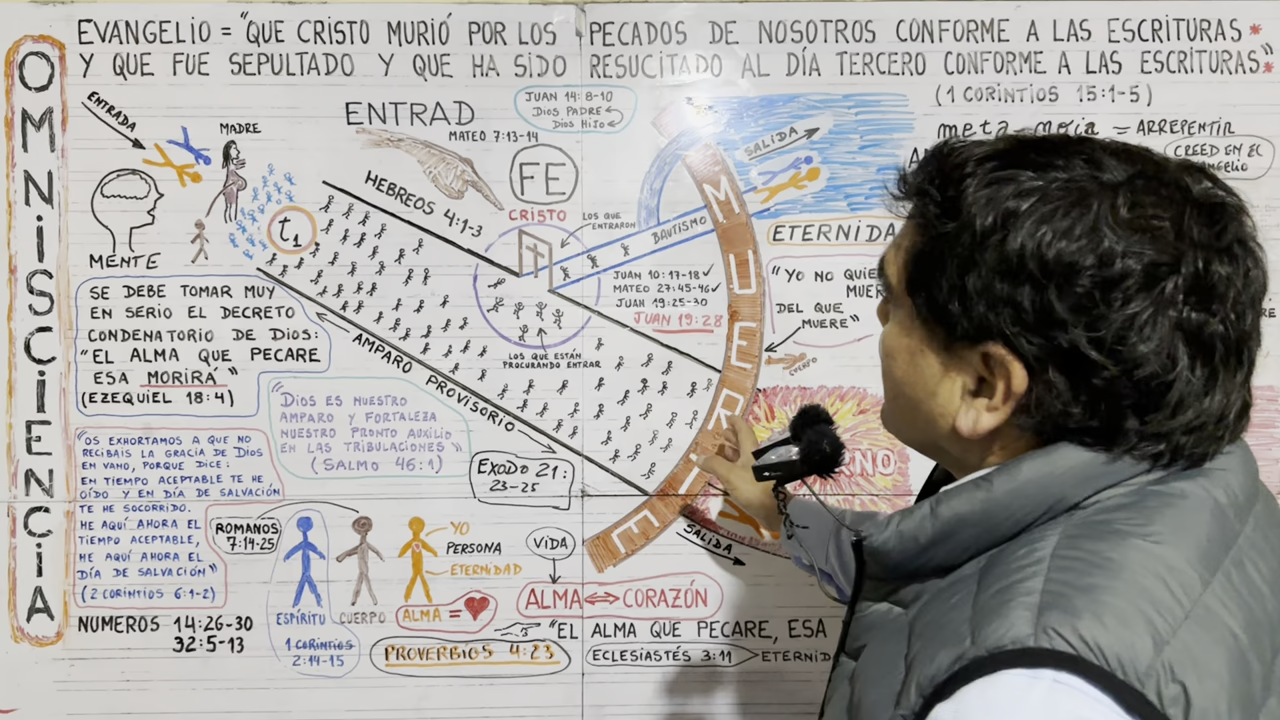 EVANGELIO = "QUE CRISTO MURIÓ POR LOS PECADOS DE NOSOTROS CONFORME A LAS ESCRITURAS*
Y QUE FUE SEPULTADO Y QUE HA SIDO RESUCITADO AL DÍA TERCERO CONFORME A LAS ESCRITURAS"*
(1 CORINTIOS 15:1-5)
OMNISCIENCIA
ENTRADA
MADRE
MENTE
t1
ENTRAD
MATEO 7:13-14
JUAN 14:8-10
DIOS PADRE
DIOS HIJO
FE
CRISTO
HEBREOS 4:1-3
LOS QUE
ENTRARON
BAUTISMO
SALIDA
meta-noia = ARREPENTIR
CREED EN EL
ETERNIDA
JUAN 10:17-18 ✓
MATEO 27:45-46 ✓
JUAN 19:25-30
JUAN 19:28
LOS QUE ESTÁN
PROCURANDO ENTRAR
AMPARO PROVISORIO
MUERTE
"YO NO QUIE
MUER
DEL QUE
MUERE"
CUERPO
SE DEBE TOMAR MUY
EN SERIO EL DECRETO
CONDENATORIO DE DIOS:
"EL ALMA QUE PECARE
ESA MORIRÁ"
(EZEQUIEL 18:4)
"DIOS ES NUESTRO
AMPARO Y FORTALEZA
NUESTRO PRONTO AUXILIO
EN LAS TRIBULACIONES"
(SALMO 46:1)
EXODO 21:
23-25
"OS EXHORTAMOS A QUE NO
RECIBAIS LA GRACIA DE DIOS
EN VANO, PORQUE DICE:
EN TIEMPO ACEPTABLE TE HE
OÍDO Y EN DÍA DE SALVACIÓN
TE HE SOCORRIDO.
HE AQUÍ AHORA EL
TIEMPO ACEPTABLE,
HE AQUÍ AHORA EL
DÍA DE SALVACIÓN"
(2 CORINTIOS 6:1-2)
NUMEROS 14:26-30
32:5-13
ROMANOS
7:14-25
ESPÍRITU
1 CORINTIOS
2:14-15
CUERPO
YO
PERSONA
ETERNIDAD
ALMA =
PROVERBIOS 4:23
VIDA
ALMA ⇔ CORAZÓN
NO
SALIDA
"EL ALMA QUE PECARE, ESA
ECLESIASTÉS 3:11
ETERNID